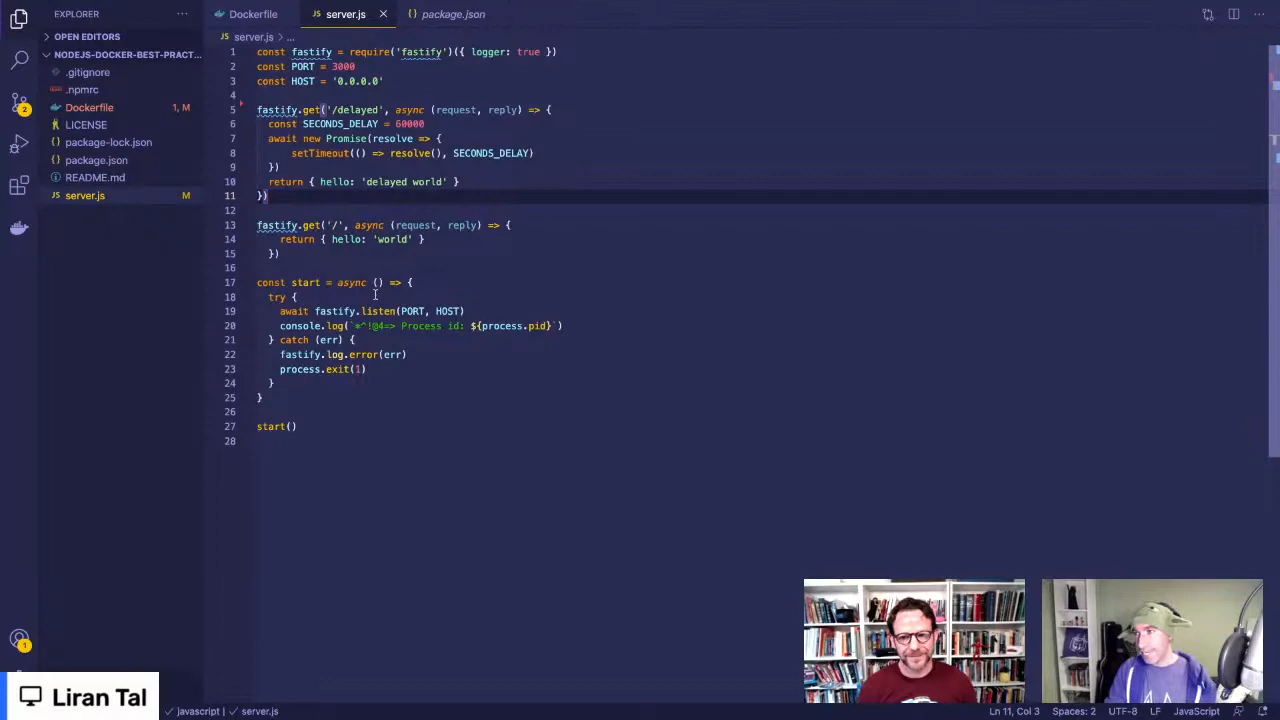 EXPLORER
...
Dockerfile
JS server.js
package.json
...
OPEN EDITORS
NODEJS-DOCKER-BEST-PRACT...
.gitignore
.npmrc
Dockerfile 1, M
LICENSE
package-lock.json
package.json
README.md
JS server.js M
2
1
JS server.js > ...
1 const fastify = require('fastify')({ logger: true })
2 const PORT = 3000
3 const HOST = '0.0.0.0'
4
5 fastify.get('/delayed', async (request, reply) => {
6 const SECONDS_DELAY = 60000
7 await new Promise(resolve => {
8 setTimeout(() => resolve(), SECONDS_DELAY)
9 })
10 return { hello: 'delayed world' }
11 })
12
13 fastify.get('/', async (request, reply) => {
14 return { hello: 'world' }
15 })
16
17 const start = async () => {
18 try {
19 await fastify.listen(PORT, HOST)
20 console.log(`*^!@4=> Process id: ${process.pid}`)
21 } catch (err) {
22 fastify.log.error(err)
23 process.exit(1)
24 }
25 }
26
27 start()
28
Liran Tal
javascript server.js
Ln 11, Col 3 Spaces: 2 UTF-8 LF JavaScript